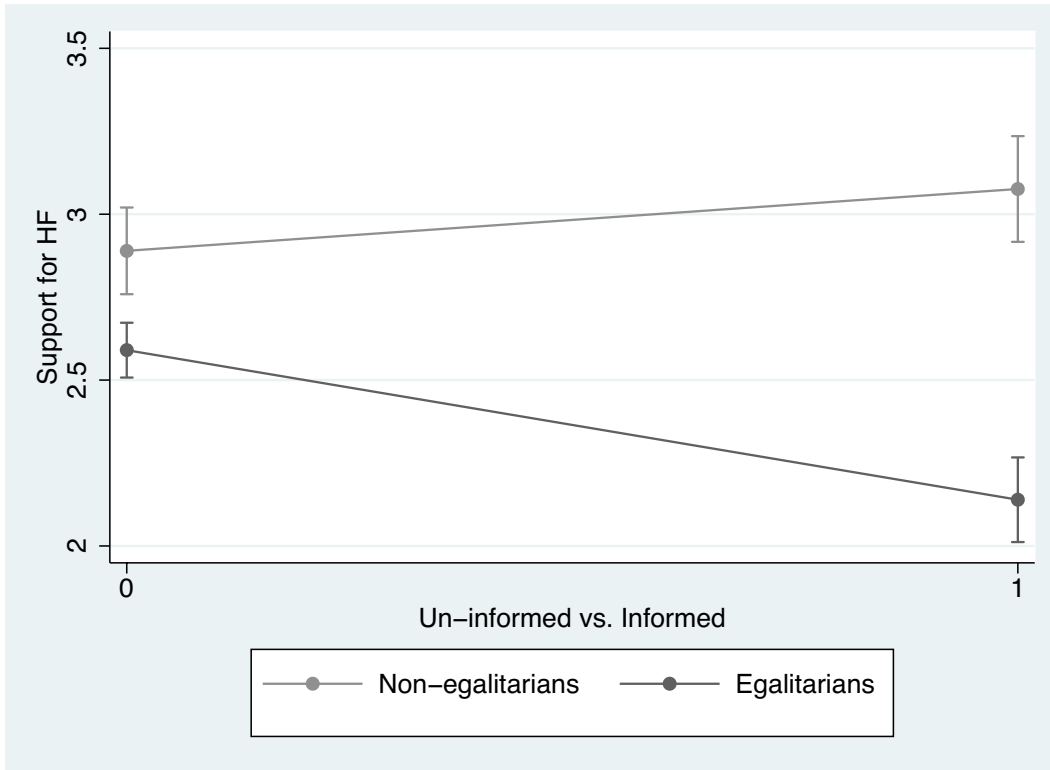 3.5
3
2.5
2
Support for HF
0
1
Un−informed vs. Informed
Non−egalitarians
Egalitarians